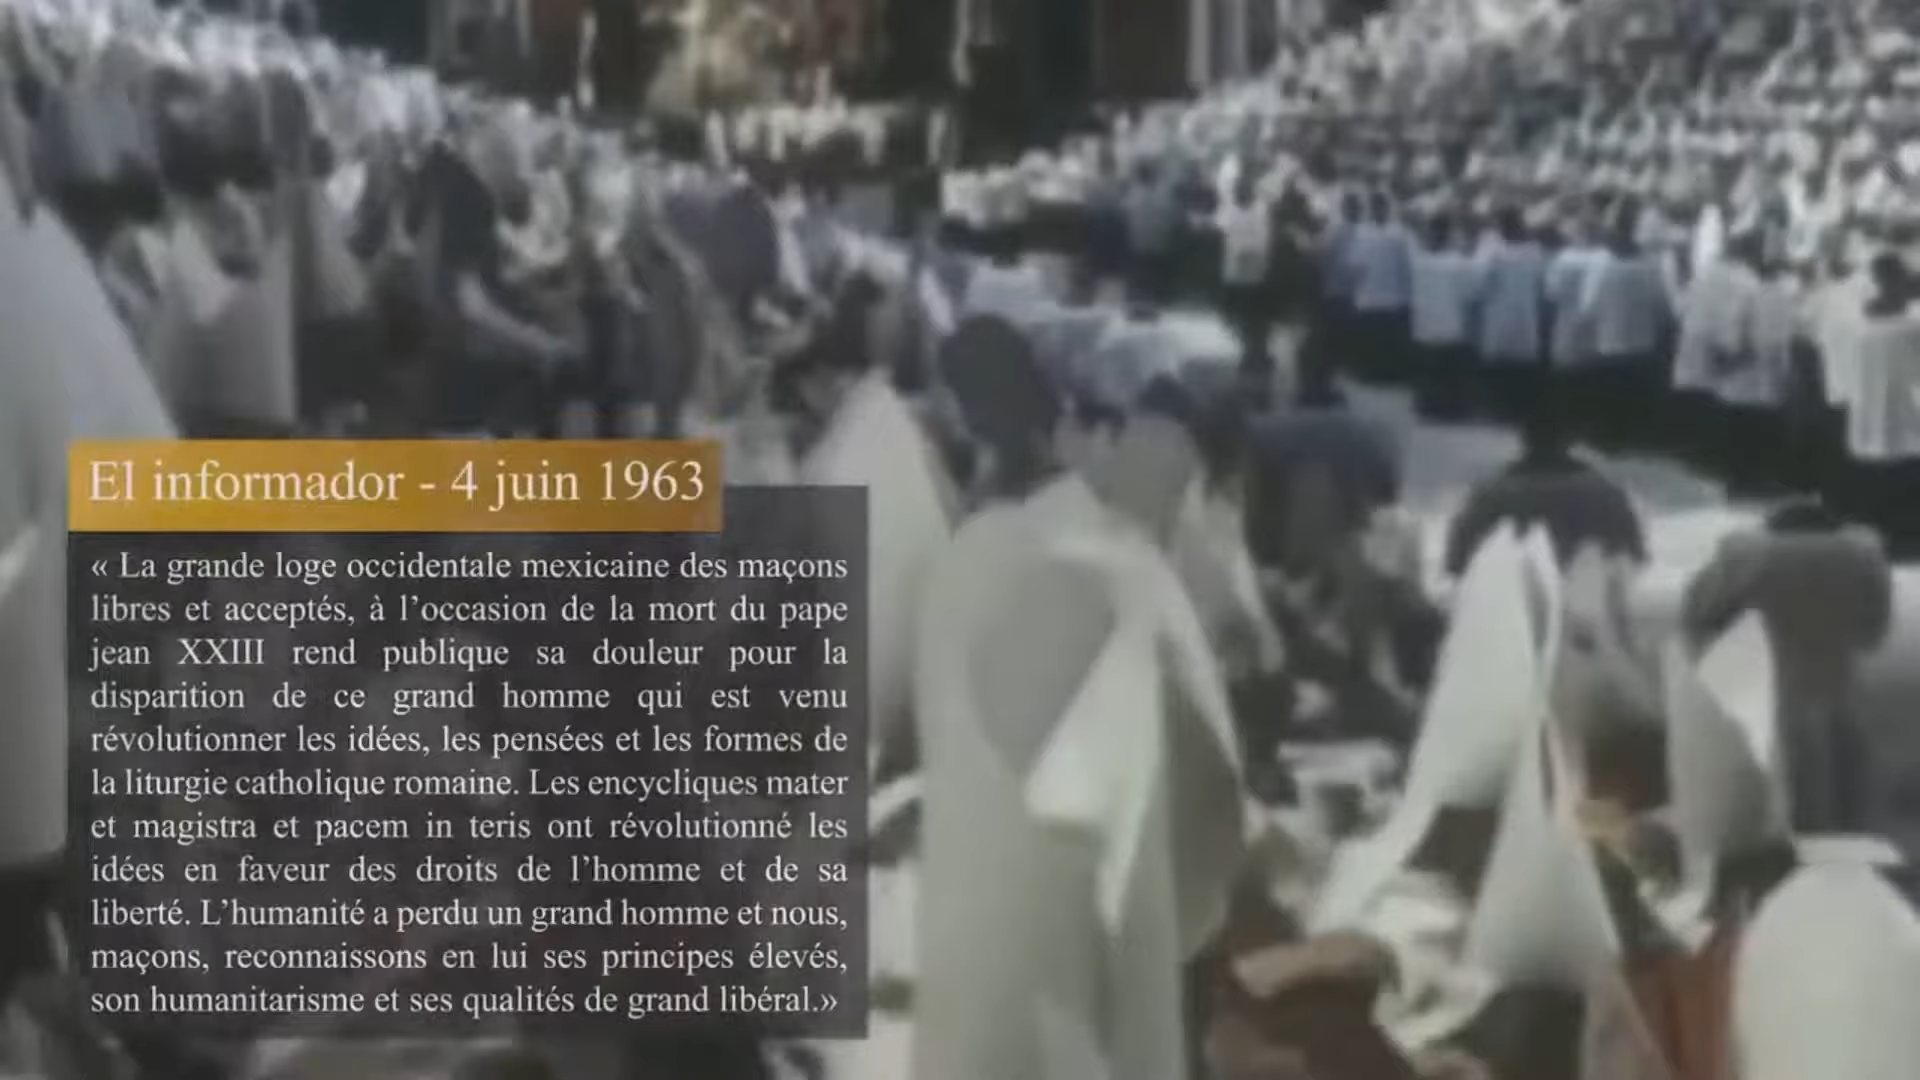 El informador - 4 juin 1963
« La grande loge occidentale mexicaine des maçons
libres et acceptés, à l’occasion de la mort du pape
jean XXIII rend publique sa douleur pour la
disparition de ce grand homme qui est venu
révolutionner les idées, les pensées et les formes de
la liturgie catholique romaine. Les encycliques mater
et magistra et pacem in teris ont révolutionné les
idées en faveur des droits de l’homme et de sa
liberté. L’humanité a perdu un grand homme et nous,
maçons, reconnaissons en lui ses principes élevés,
son humanitarisme et ses qualités de grand libéral.»